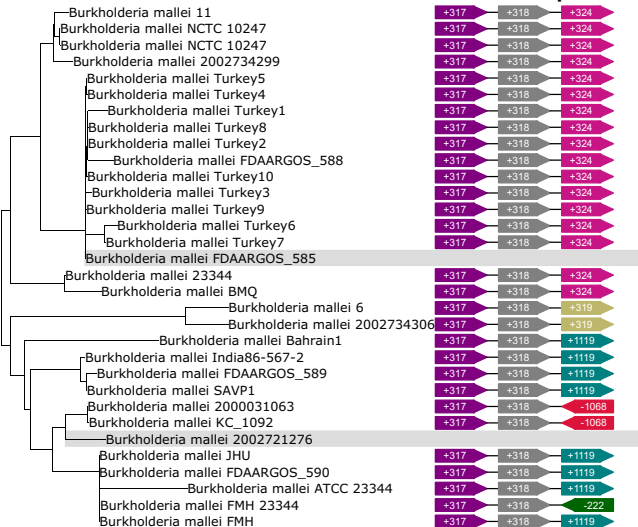 Burkholderia mallei 11 +317 +318 +324
Burkholderia mallei NCTC 10247 +317 +318 +324
Burkholderia mallei NCTC 10247 +317 +318 +324
Burkholderia mallei 2002734299 +317 +318 +324
Burkholderia mallei Turkey5 +317 +318 +324
Burkholderia mallei Turkey4 +317 +318 +324
Burkholderia mallei Turkey1 +317 +318 +324
Burkholderia mallei Turkey8 +317 +318 +324
Burkholderia mallei Turkey2 +317 +318 +324
Burkholderia mallei FDAARGOS_588 +317 +318 +324
Burkholderia mallei Turkey10 +317 +318 +324
Burkholderia mallei Turkey3 +317 +318 +324
Burkholderia mallei Turkey9 +317 +318 +324
Burkholderia mallei Turkey6 +317 +318 +324
Burkholderia mallei Turkey7 +317 +318 +324
Burkholderia mallei FDAARGOS_585
Burkholderia mallei 23344 +317 +318 +324
Burkholderia mallei BMQ +317 +318 +324
Burkholderia mallei 6 +317 +318 +319
Burkholderia mallei 2002734306 +317 +318 +319
Burkholderia mallei Bahrain1 +317 +318 +1119
Burkholderia mallei India86-567-2 +317 +318 +1119
Burkholderia mallei FDAARGOS_589 +317 +318 +1119
Burkholderia mallei SAVP1 +317 +318 +1119
Burkholderia mallei 2000031063 +317 +318 -1068
Burkholderia mallei KC_1092 +317 +318 -1068
Burkholderia mallei 2002721276
Burkholderia mallei JHU +317 +318 +1119
Burkholderia mallei FDAARGOS_590 +317 +318 +1119
Burkholderia mallei ATCC 23344 +317 +318 +1119
Burkholderia mallei FMH 23344 +317 +318 -222
Burkholderia mallei FMH +317 +318 +1119